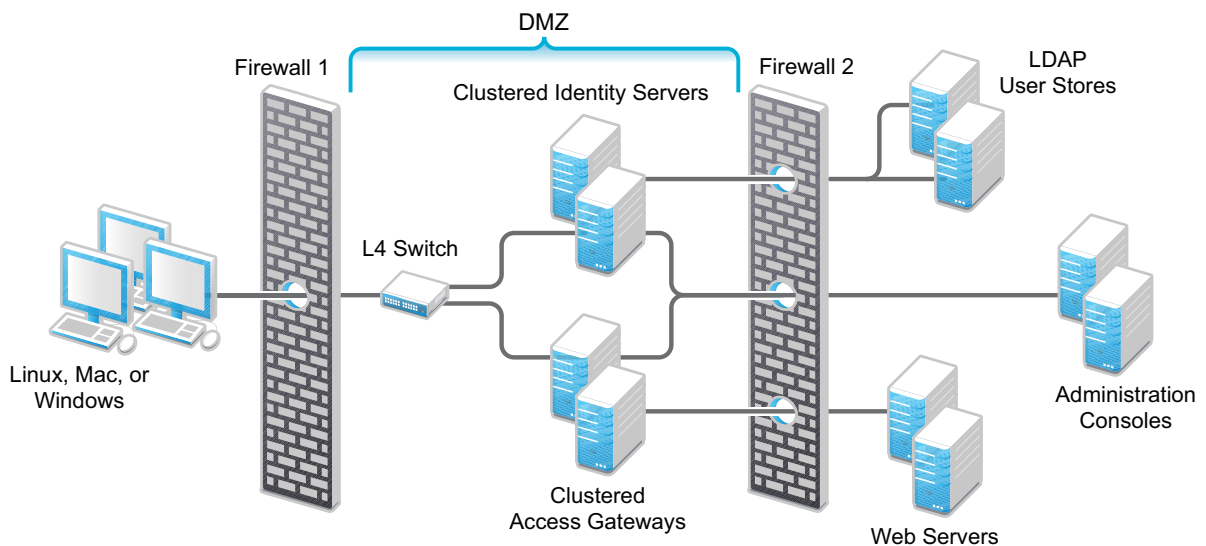 DMZ
Firewall 1
Clustered Identity Servers
Firewall 2
LDAP
User Stores
L4 Switch
Linux, Mac, or
Windows
Administration
Consoles
Clustered
Access Gateways
Web Servers